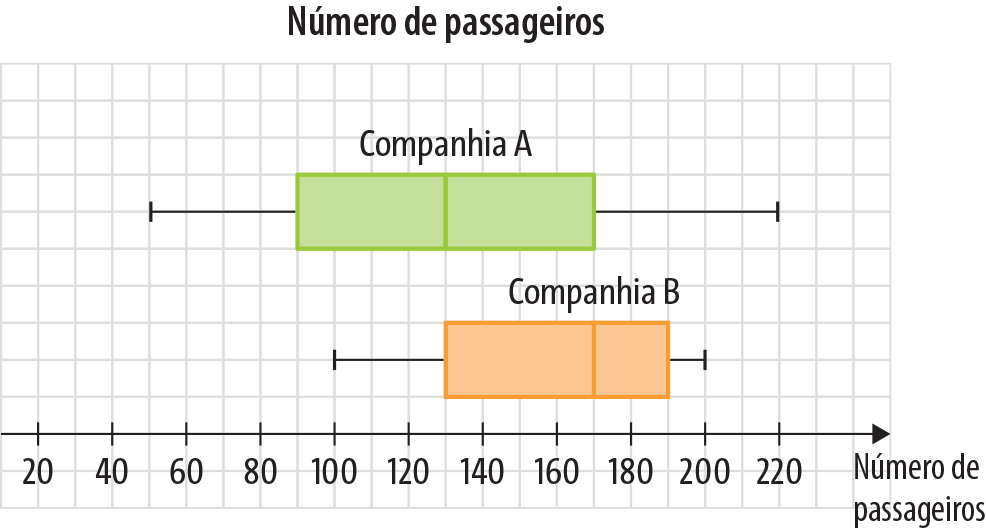 Número de passageiros
Companhia A
Companhia B
20 40 60 80 100 120 140 160 180 200 220
Número de
passageiros